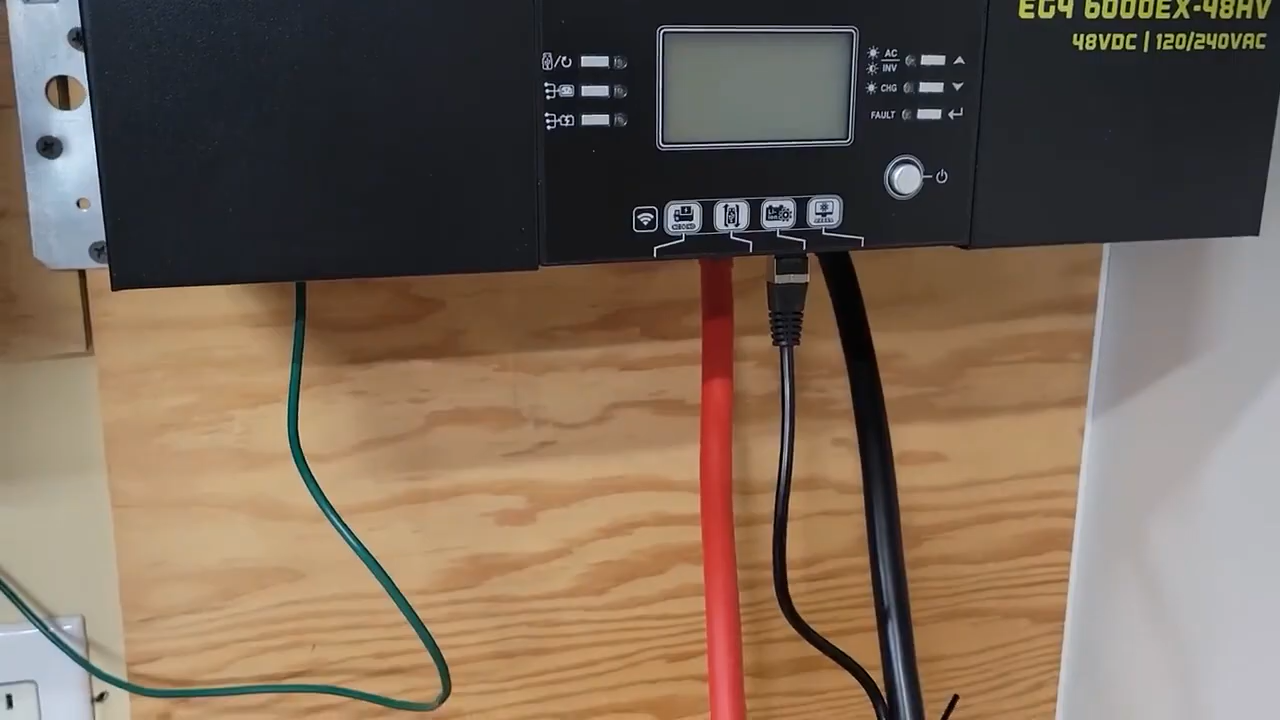 EG4 6000EX-48HV
48VDC | 120/240VAC
AC
INV
CHG
FAULT